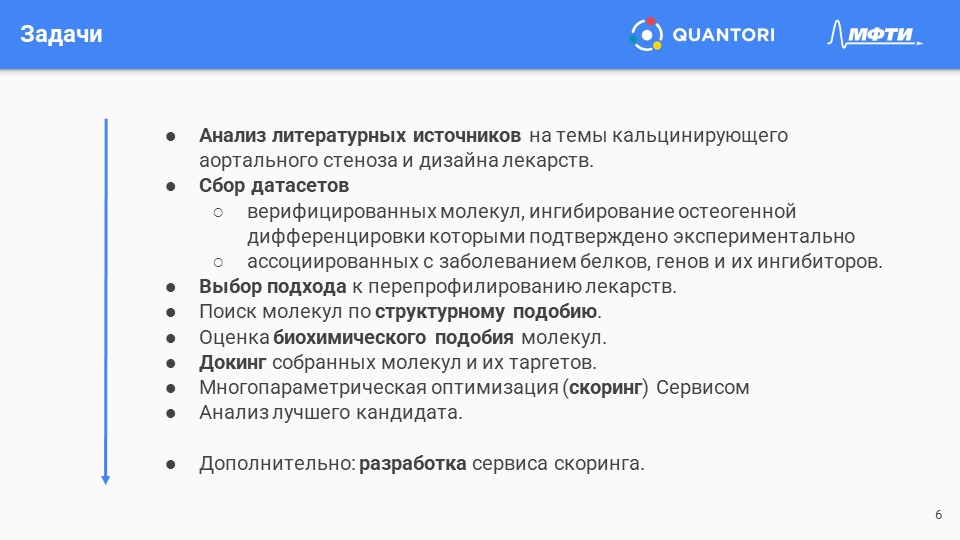 Задачи
QUANTORI
МФТИ
● Анализ литературных источников на темы кальцинирующего
аортального стеноза и дизайна лекарств.
● Сбор датасетов
○ верифицированных молекул, ингибирование остеогенной
дифференцировки которыми подтверждено экспериментально
○ ассоциированных с заболеванием белков, генов и их ингибиторов.
● Выбор подхода к перепрофилированию лекарств.
● Поиск молекул по структурному подобию.
● Оценка биохимического подобия молекул.
● Докинг собранных молекул и их таргетов.
● Многопараметрическая оптимизация (скоринг) Сервисом
● Анализ лучшего кандидата.
● Дополнительно: разработка сервиса скоринга.
6